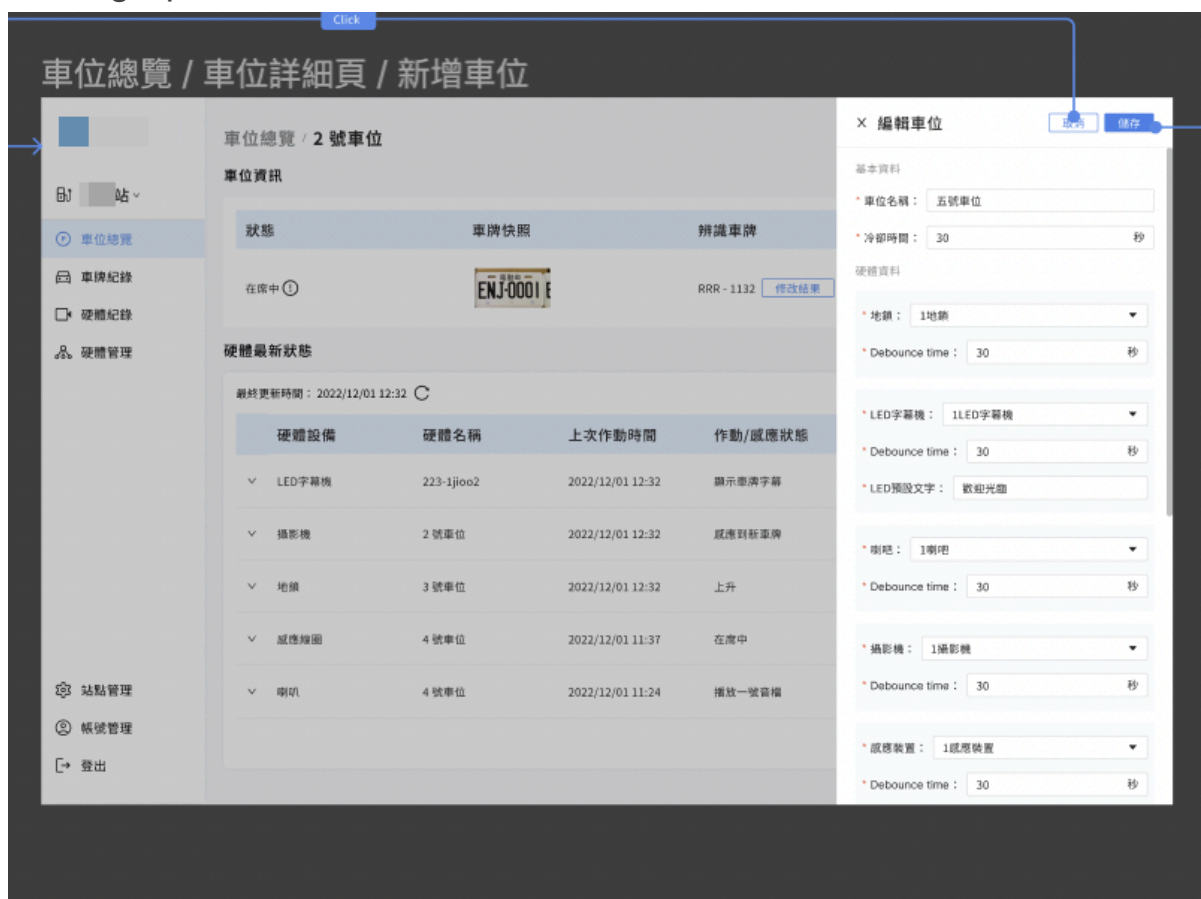 Click
車位總覽 / 車位詳細頁 / 新增車位
站
車位總覽
車牌紀錄
硬體紀錄
硬體管理
站點管理
帳號管理
登出
車位總覽 / 2 號車位
車位資訊
狀態 車牌快照 辨識車牌
在席中 ENJ-0001 E RRR - 1132 修改結果
硬體最新狀態
最終更新時間：2022/12/01 12:32
硬體設備 硬體名稱 上次作動時間 作動/感應狀態
LED字幕機 223-1jioo2 2022/12/01 12:32 顯示車牌字幕
攝影機 2 號車位 2022/12/01 12:32 感應到新車牌
地鎖 3 號車位 2022/12/01 12:32 上升
感應線圈 4 號車位 2022/12/01 11:37 在席中
喇叭 4 號車位 2022/12/01 11:24 播放一號音檔
× 編輯車位 取消 儲存
基本資料
* 車位名稱： 五號車位
* 冷卻時間： 30 秒
硬體資料
* 地鎖： 1地鎖
* Debounce time： 30 秒
* LED字幕機： 1LED字幕機
* Debounce time： 30 秒
* LED預設文字： 歡迎光臨
* 喇吧： 1喇吧
* Debounce time： 30 秒
* 攝影機： 1攝影機
* Debounce time： 30 秒
* 感應裝置： 1感應裝置
* Debounce time： 30 秒